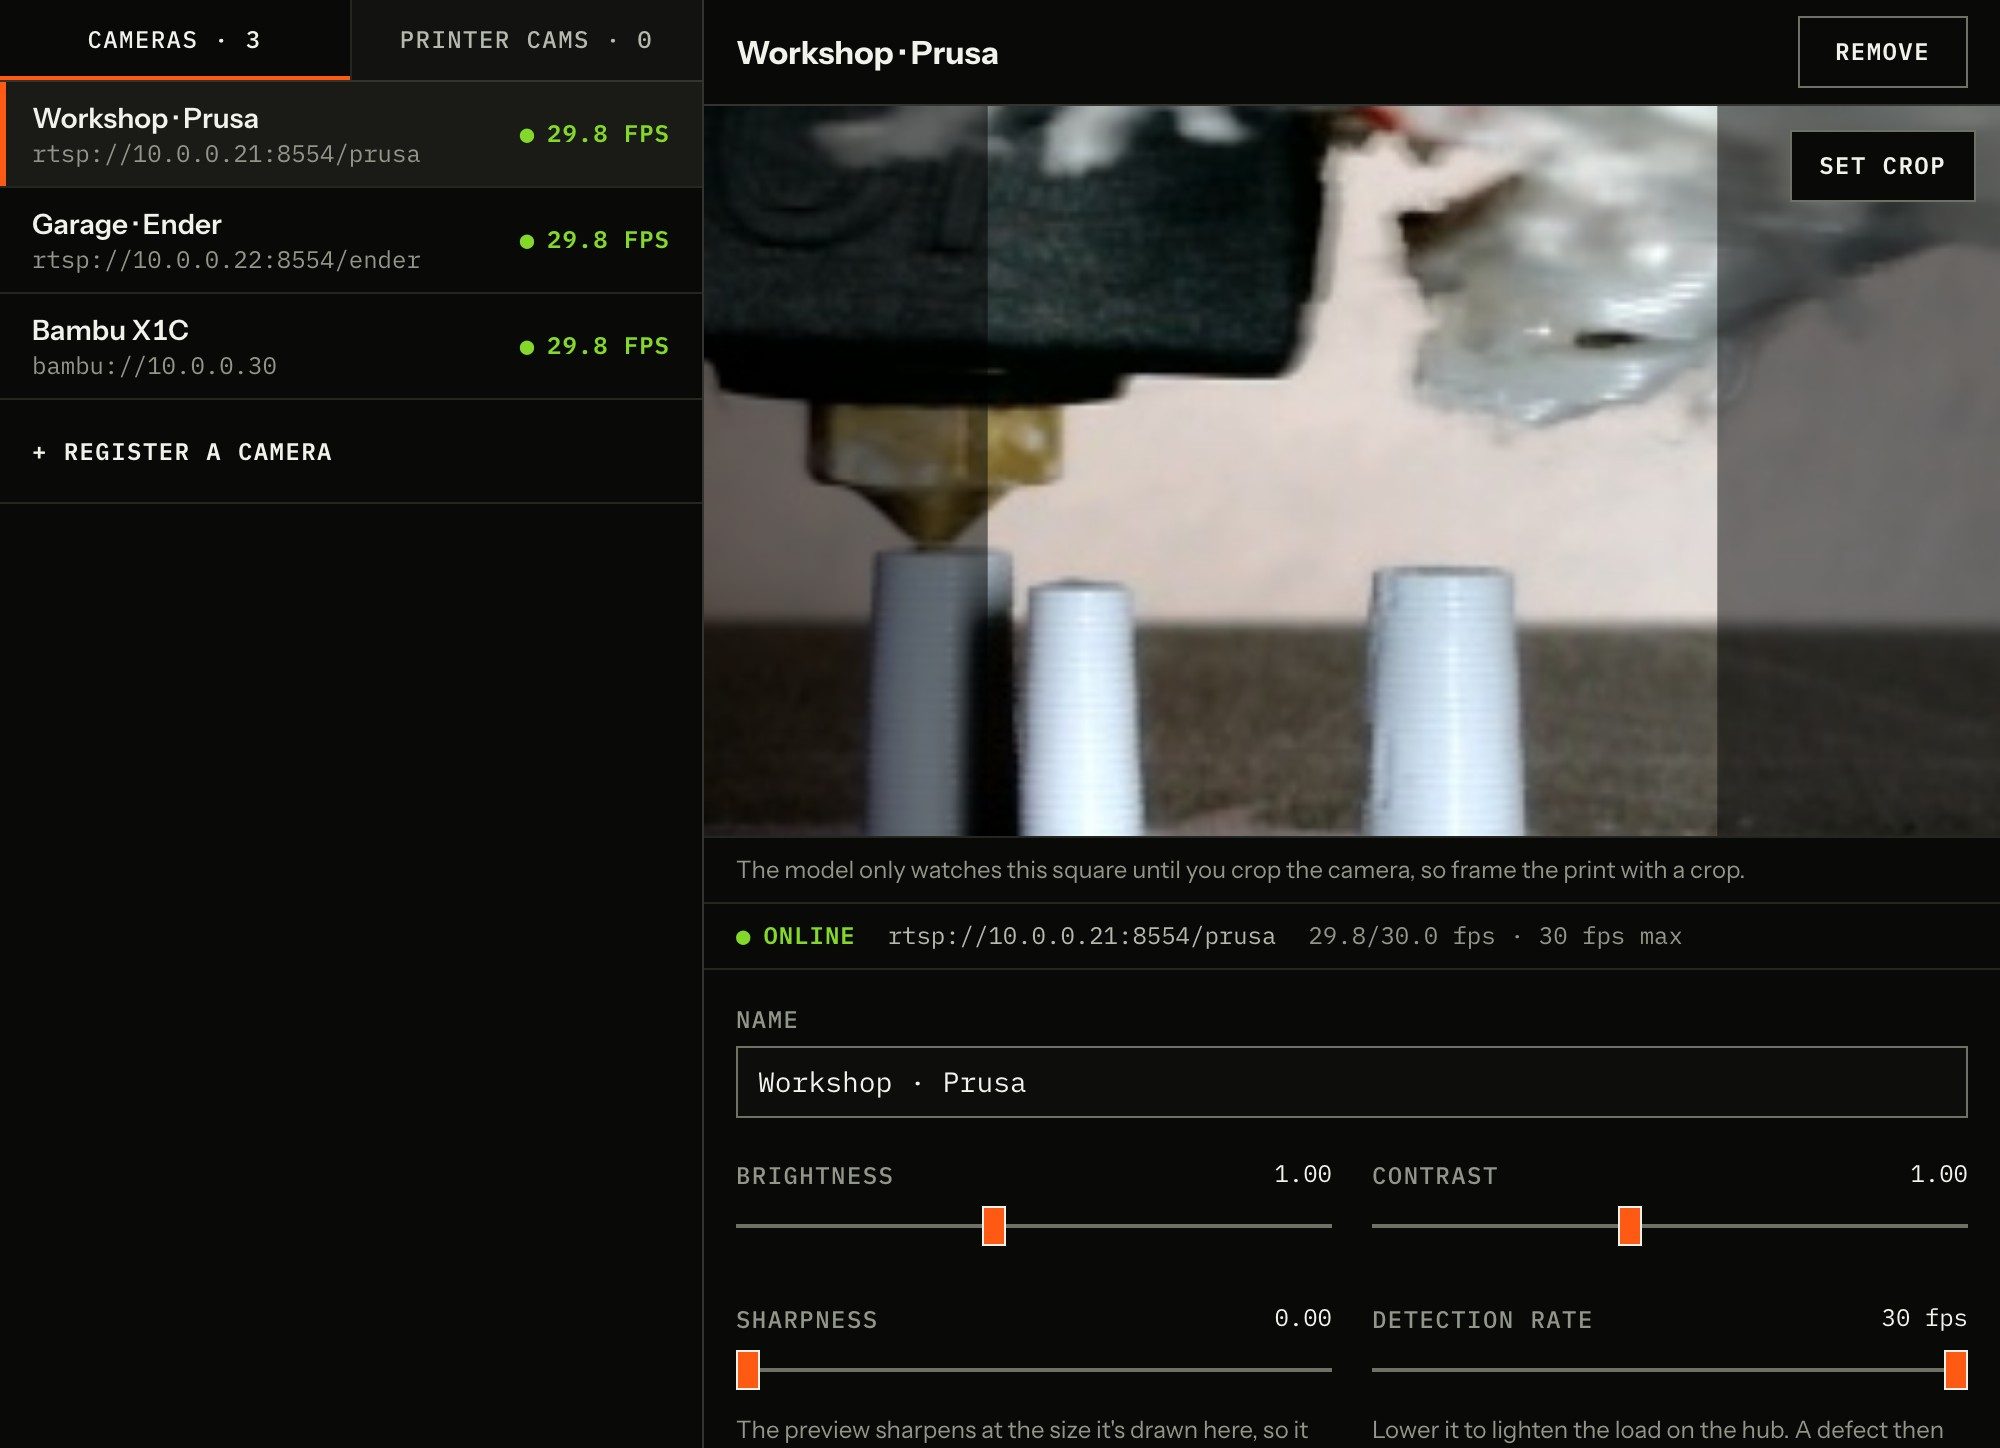 CAMERAS · 3
PRINTER CAMS · 0
Workshop · Prusa
rtsp://10.0.0.21:8554/prusa
29.8 FPS
Garage · Ender
rtsp://10.0.0.22:8554/ender
29.8 FPS
Bambu X1C
bambu://10.0.0.30
29.8 FPS
+ REGISTER A CAMERA
Workshop · Prusa
REMOVE
SET CROP
The model only watches this square until you crop the camera, so frame the print with a crop.
ONLINE rtsp://10.0.0.21:8554/prusa 29.8/30.0 fps · 30 fps max
NAME
Workshop · Prusa
BRIGHTNESS 1.00
CONTRAST 1.00
SHARPNESS 0.00
DETECTION RATE 30 fps
The preview sharpens at the size it's drawn here, so it
Lower it to lighten the load on the hub. A defect then